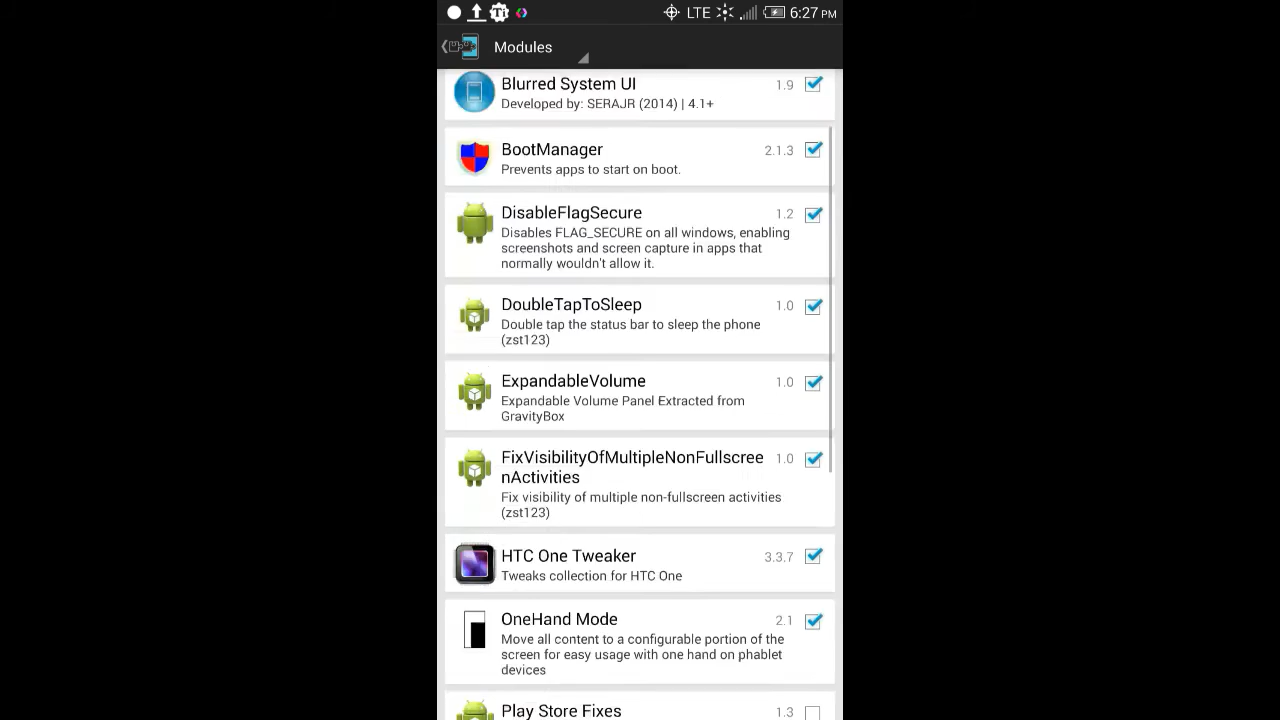 LTE 6:27 PM
Modules
Blurred System UI 1.9
Developed by: SERAJR (2014) | 4.1+
BootManager 2.1.3
Prevents apps to start on boot.
DisableFlagSecure 1.2
Disables FLAG_SECURE on all windows, enabling
screenshots and screen capture in apps that
normally wouldn't allow it.
DoubleTapToSleep 1.0
Double tap the status bar to sleep the phone
(zst123)
ExpandableVolume 1.0
Expandable Volume Panel Extracted from
GravityBox
FixVisibilityOfMultipleNonFullscree 1.0
nActivities
Fix visibility of multiple non-fullscreen activities
(zst123)
HTC One Tweaker 3.3.7
Tweaks collection for HTC One
OneHand Mode 2.1
Move all content to a configurable portion of the
screen for easy usage with one hand on phablet
devices
Play Store Fixes 1.3